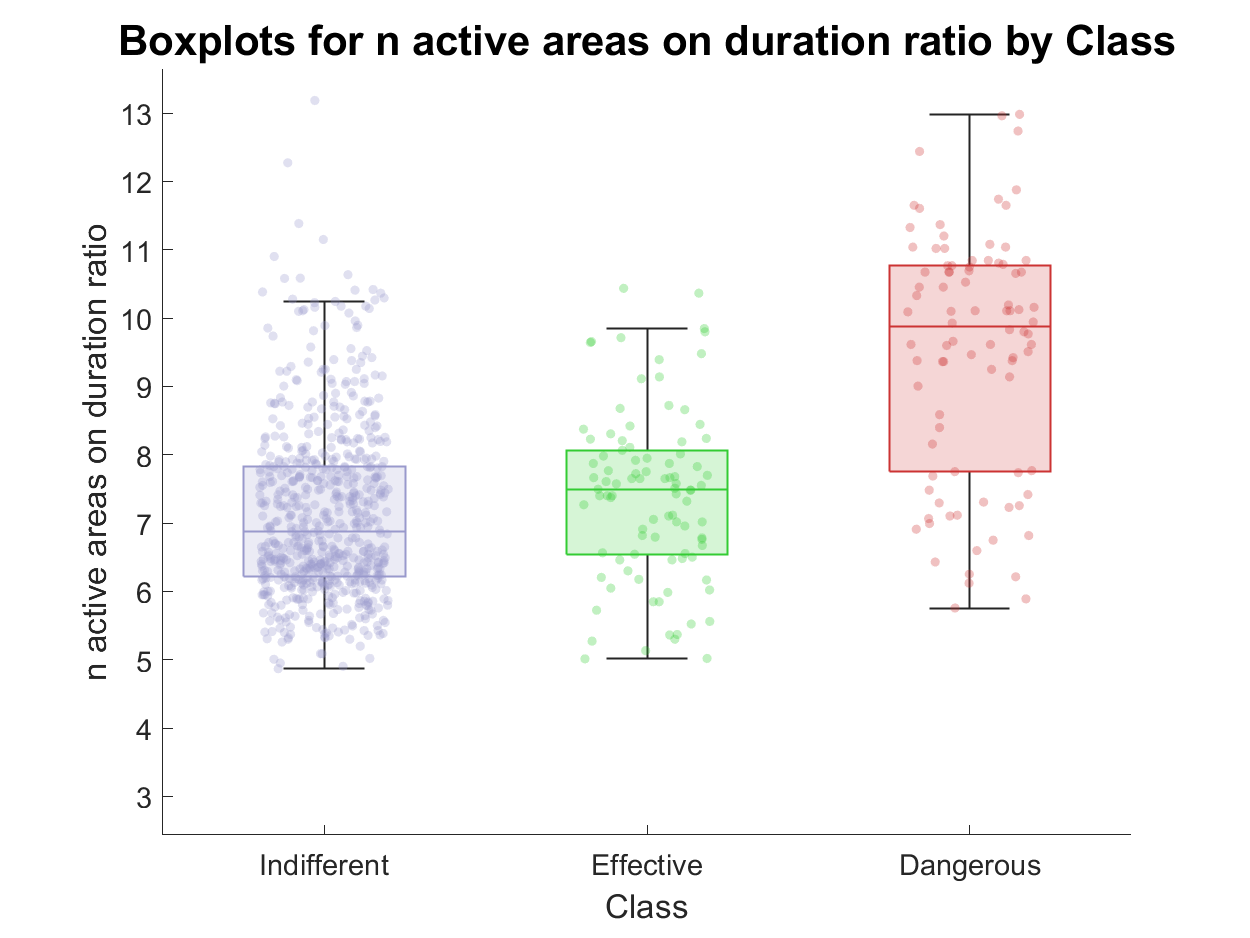 Boxplots for n active areas on duration ratio by Class
n active areas on duration ratio
13
12
11
10
9
8
7
6
5
4
3
Indifferent
Effective
Dangerous
Class